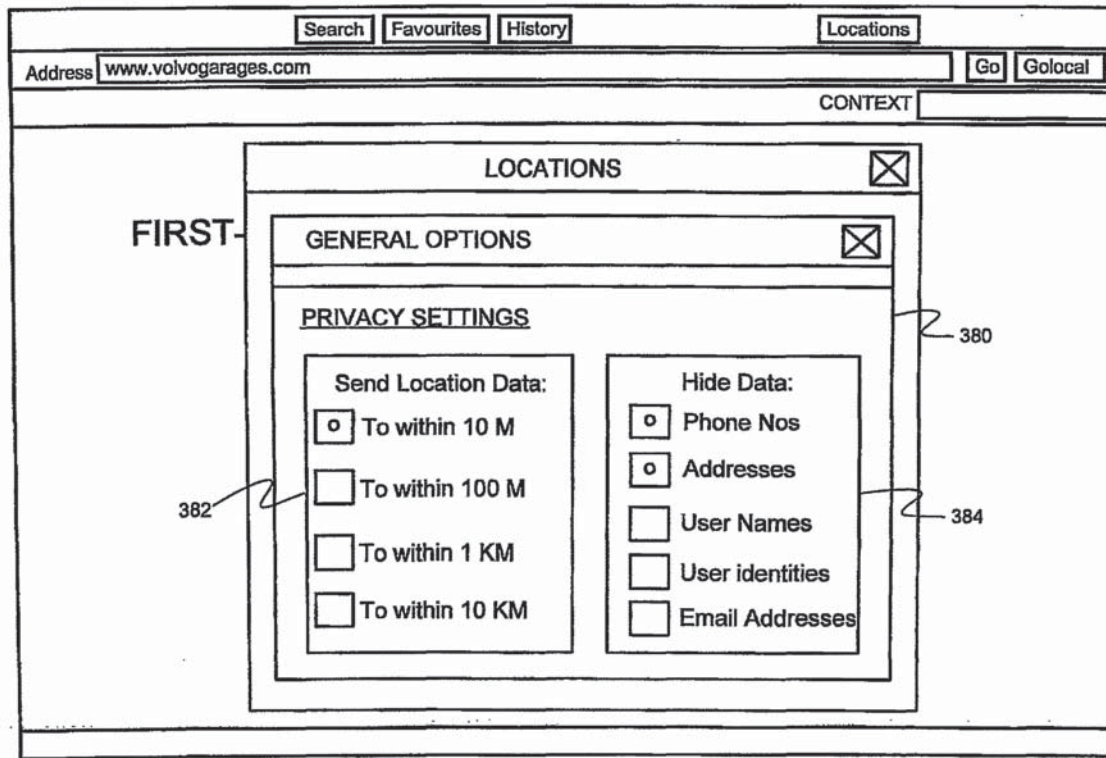 Search Favourites History Locations
Address www.volvogarages.com Go Golocal
CONTEXT
LOCATIONS
FIRST
GENERAL OPTIONS
PRIVACY SETTINGS
380
Send Location Data:
To within 10 M
To within 100 M
To within 1 KM
To within 10 KM
382
Hide Data:
Phone Nos
Addresses
User Names
User identities
Email Addresses
384